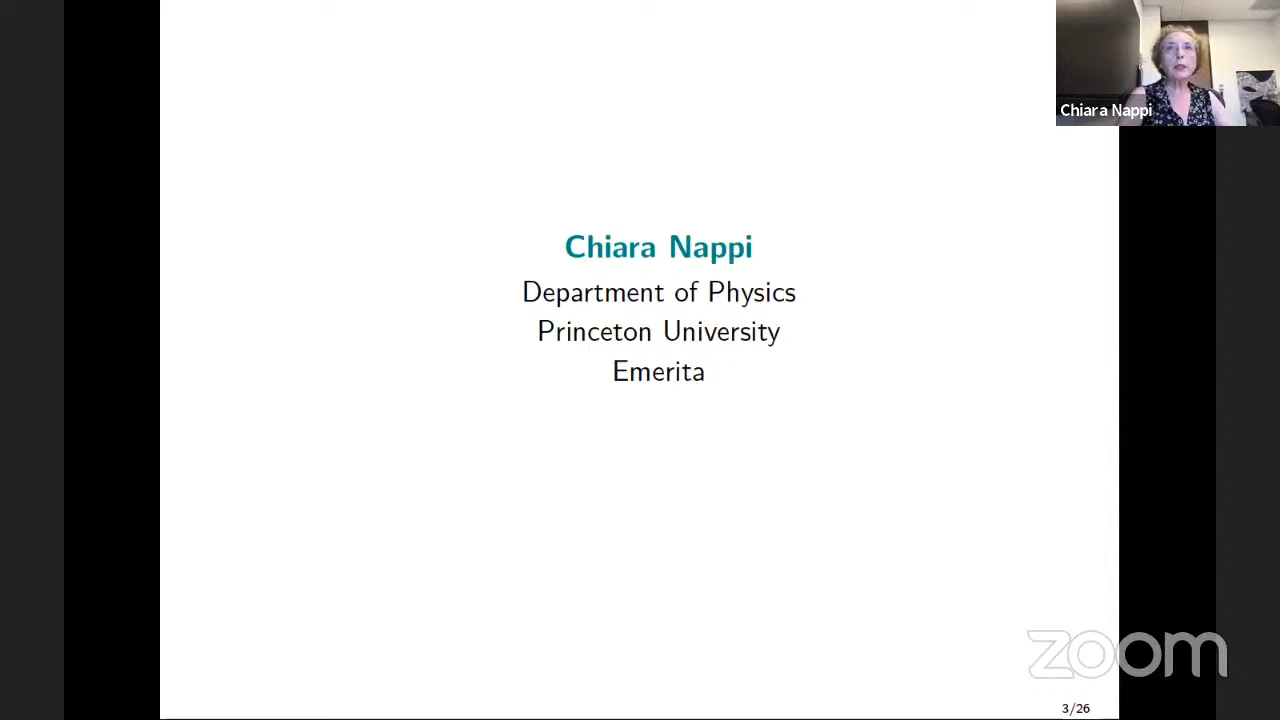 Chiara Nappi
Chiara Nappi
Department of Physics
Princeton University
Emerita
zoom
3/26